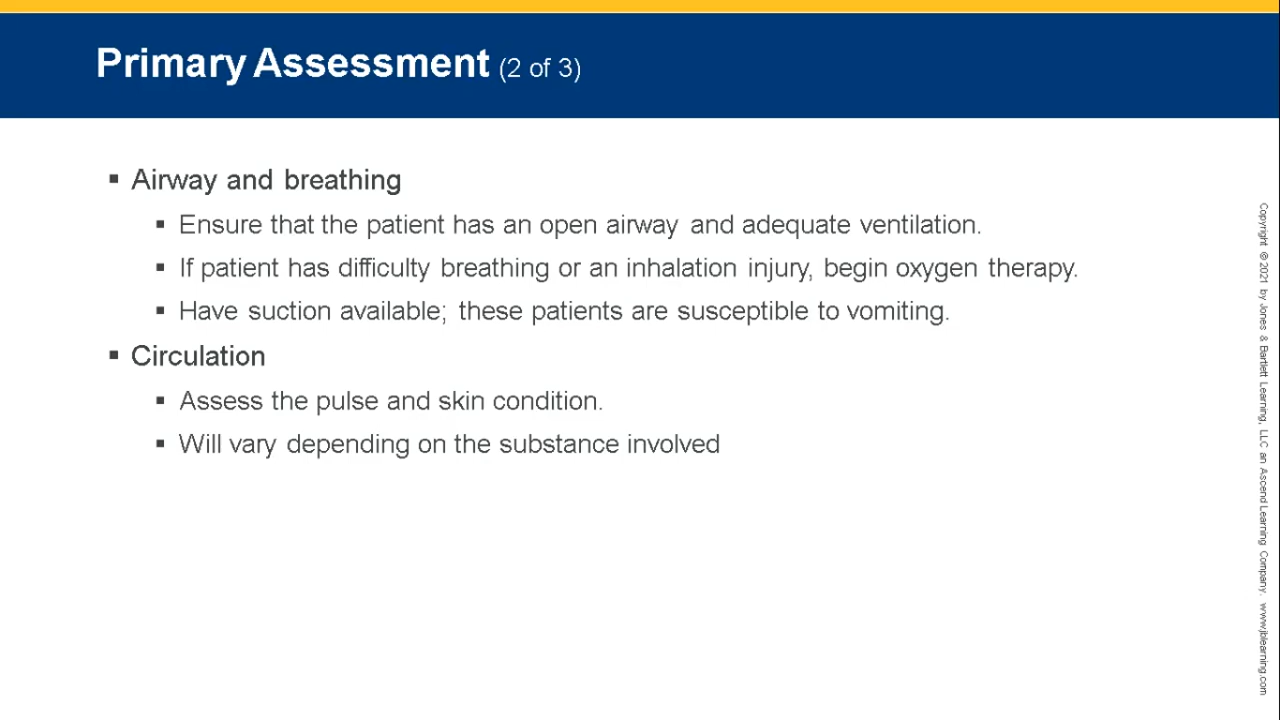 Primary Assessment (2 of 3)
▪ Airway and breathing
▪ Ensure that the patient has an open airway and adequate ventilation.
▪ If patient has difficulty breathing or an inhalation injury, begin oxygen therapy.
▪ Have suction available; these patients are susceptible to vomiting.
▪ Circulation
▪ Assess the pulse and skin condition.
▪ Will vary depending on the substance involved
Copyright © 2021 by Jones & Bartlett Learning, LLC an Ascend Learning Company. www.jblearning.com